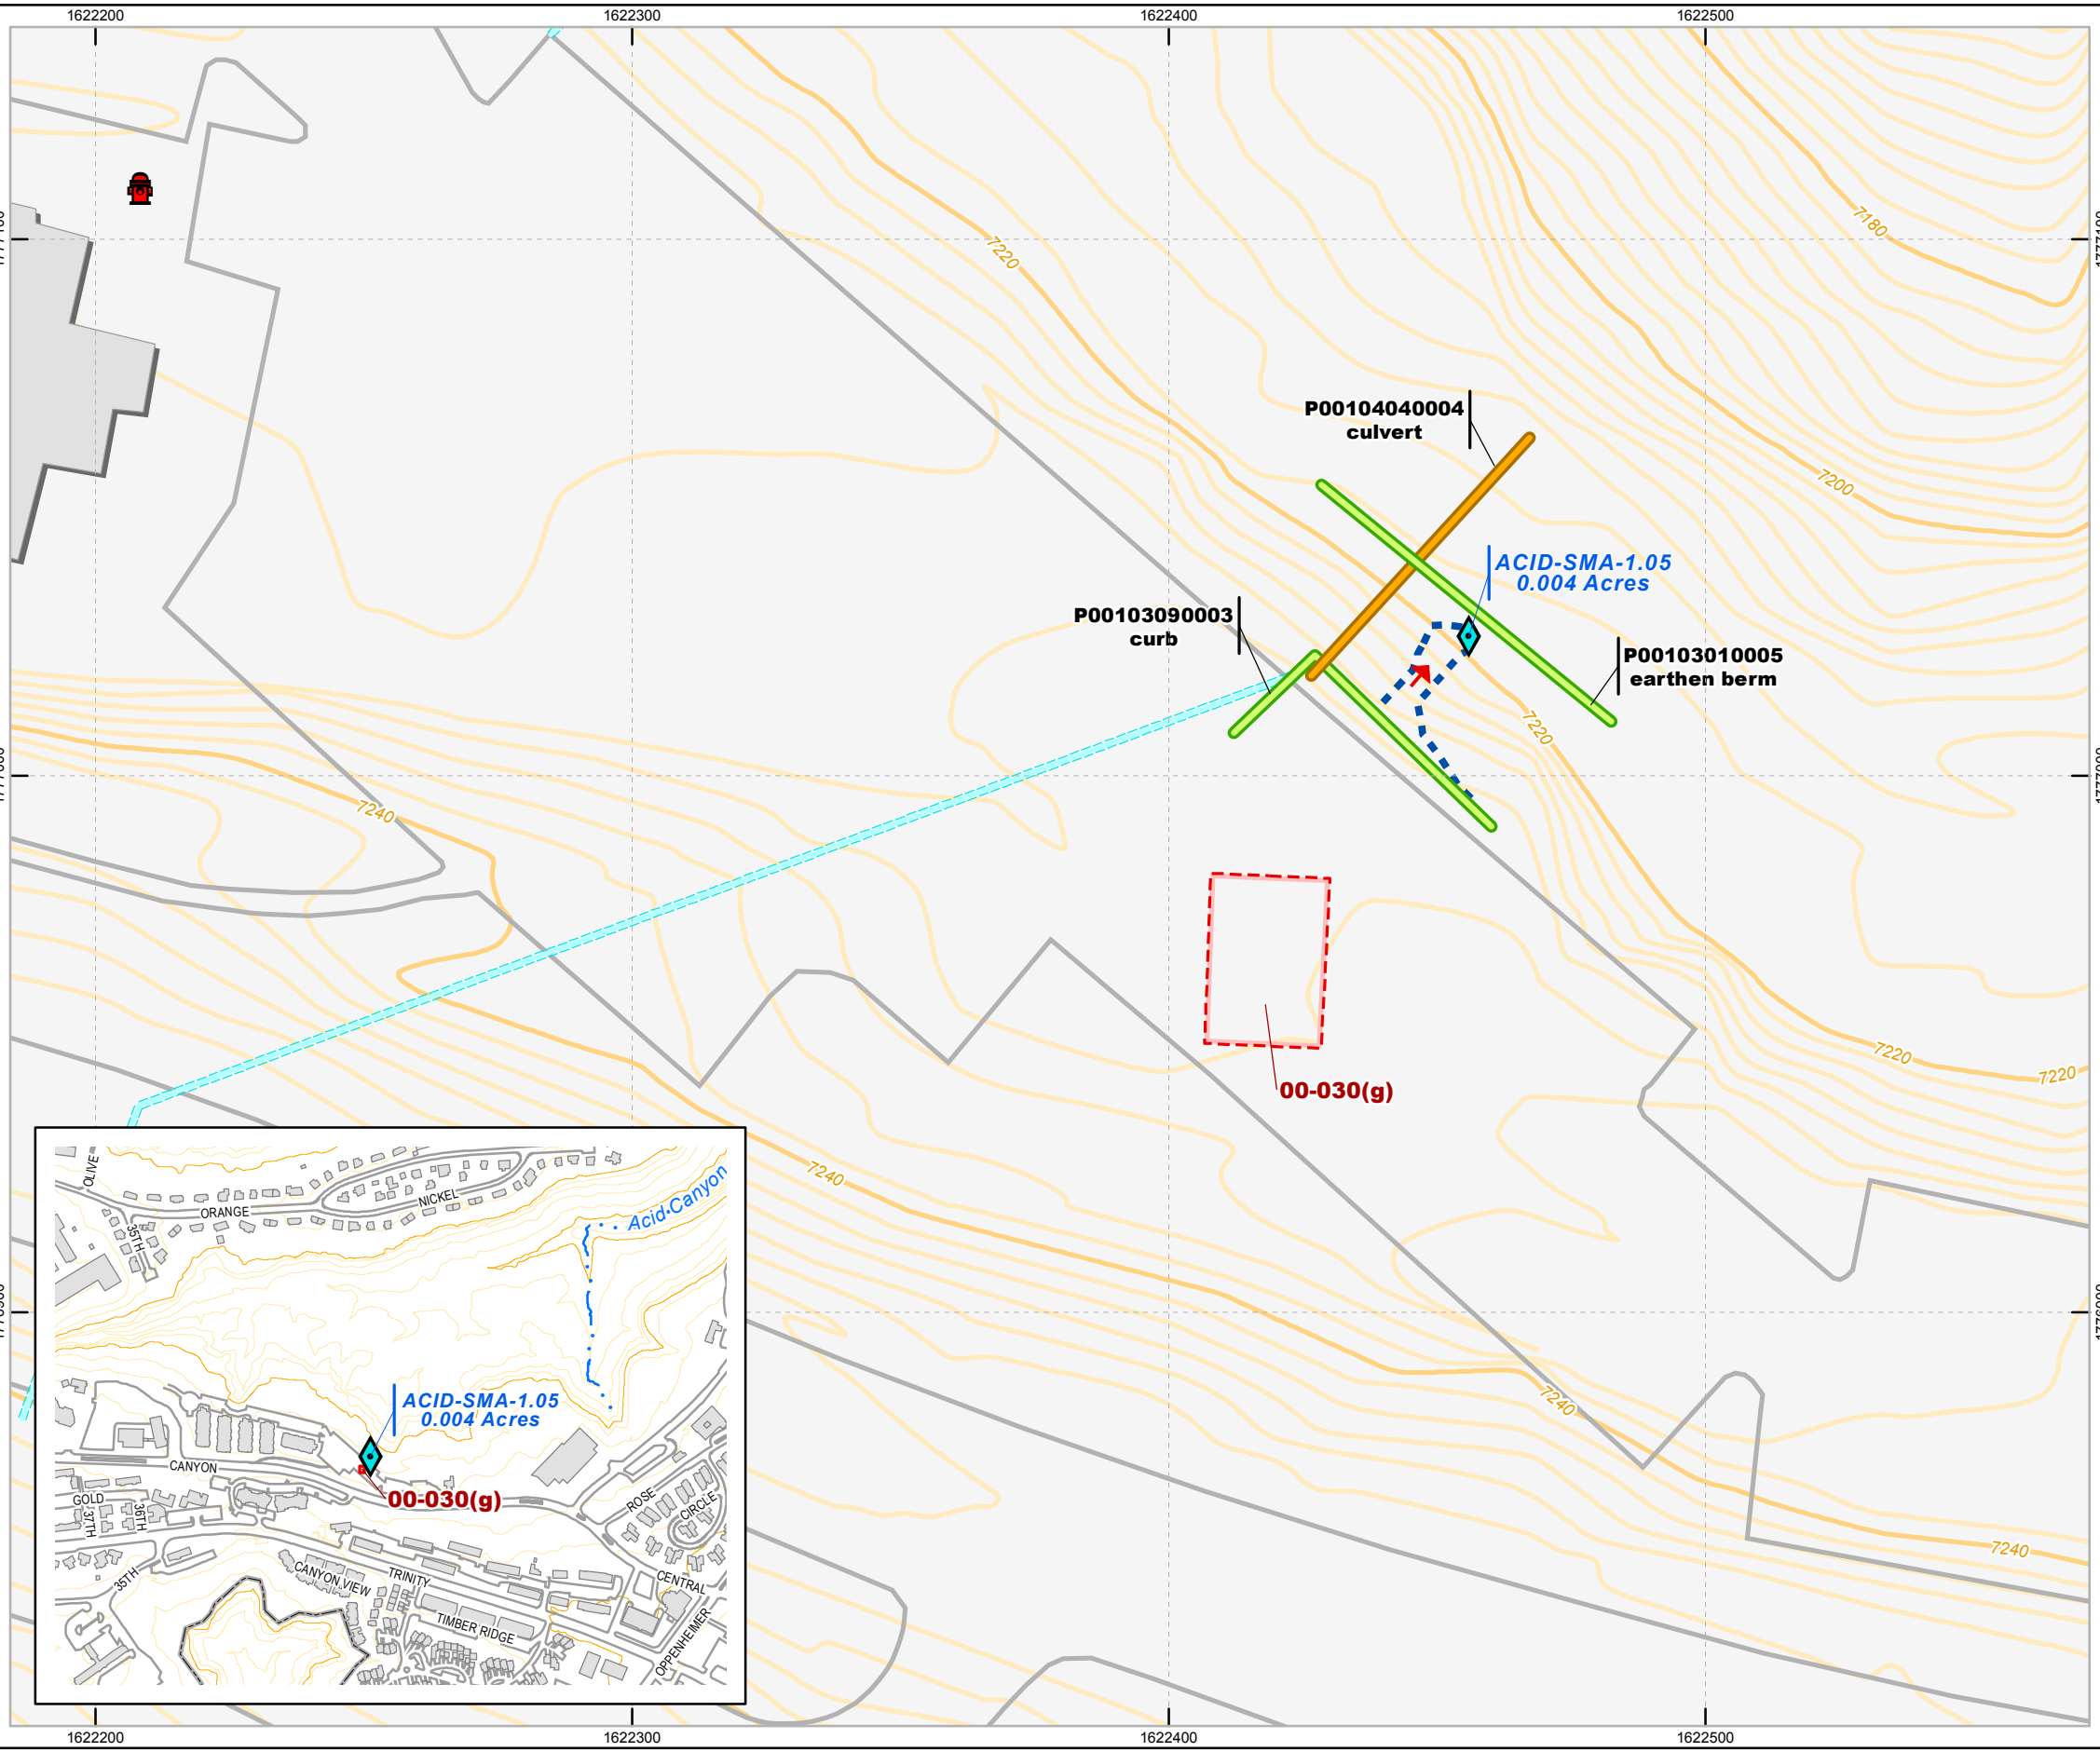 1622200
1622300
1622400
1622500
7180
7220
P00104040004
culvert
7200
ACID-SMA-1.05
0.004 Acres
P00103090003
curb
P00103010005
earthen berm
7220
7240
7220
7220
00-030(g)
7240
7240
7240
OLIVE
ORANGE
NICKEL
Acid Canyon
35TH
ACID-SMA-1.05
0.004 Acres
CANYON
00-030(g)
GOLD
37TH
36TH
ROSE
CIRCLE
35TH
CANYON VIEW
TRINITY
CENTRAL
TIMBER RIDGE
OPPENHEIMER
1622200
1622300
1622400
1622500